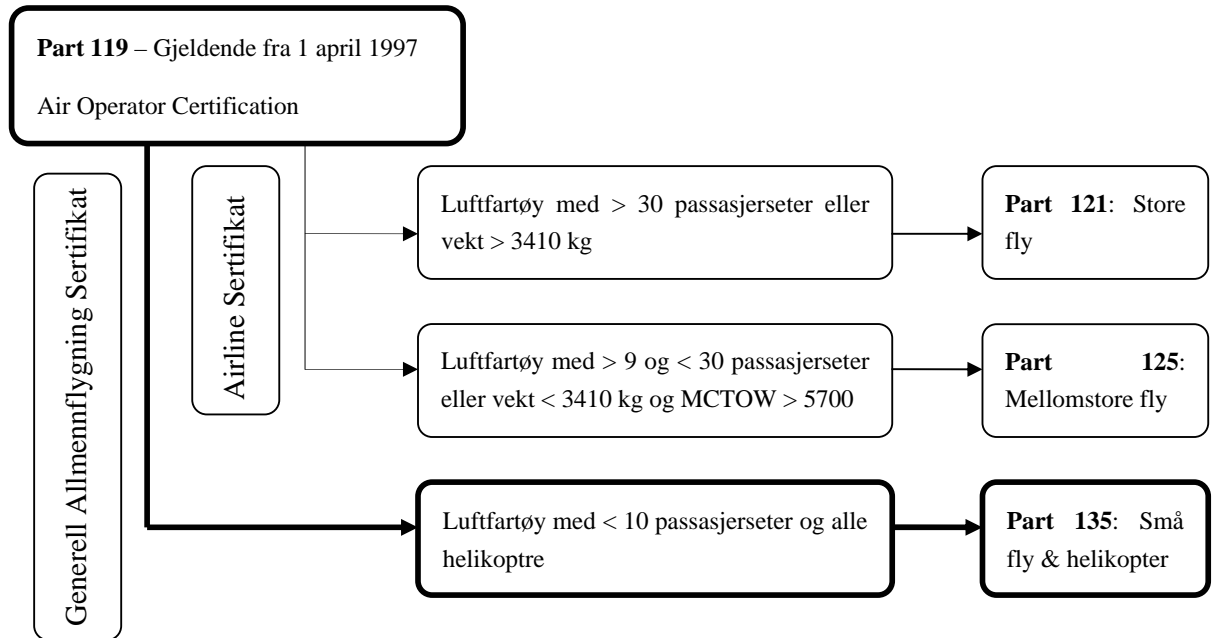 Part 119 – Gjeldende fra 1 april 1997
Air Operator Certification
Generell Allmennflygning Sertifikat
Airline Sertifikat
Luftfartøy med > 30 passasjerseter eller
vekt > 3410 kg
Part 121: Store
fly
Luftfartøy med > 9 og < 30 passasjerseter
eller vekt < 3410 kg og MCTOW > 5700
Part 125:
Mellomstore fly
Luftfartøy med < 10 passasjerseter og alle
helikoptre
Part 135: Små
fly & helikopter